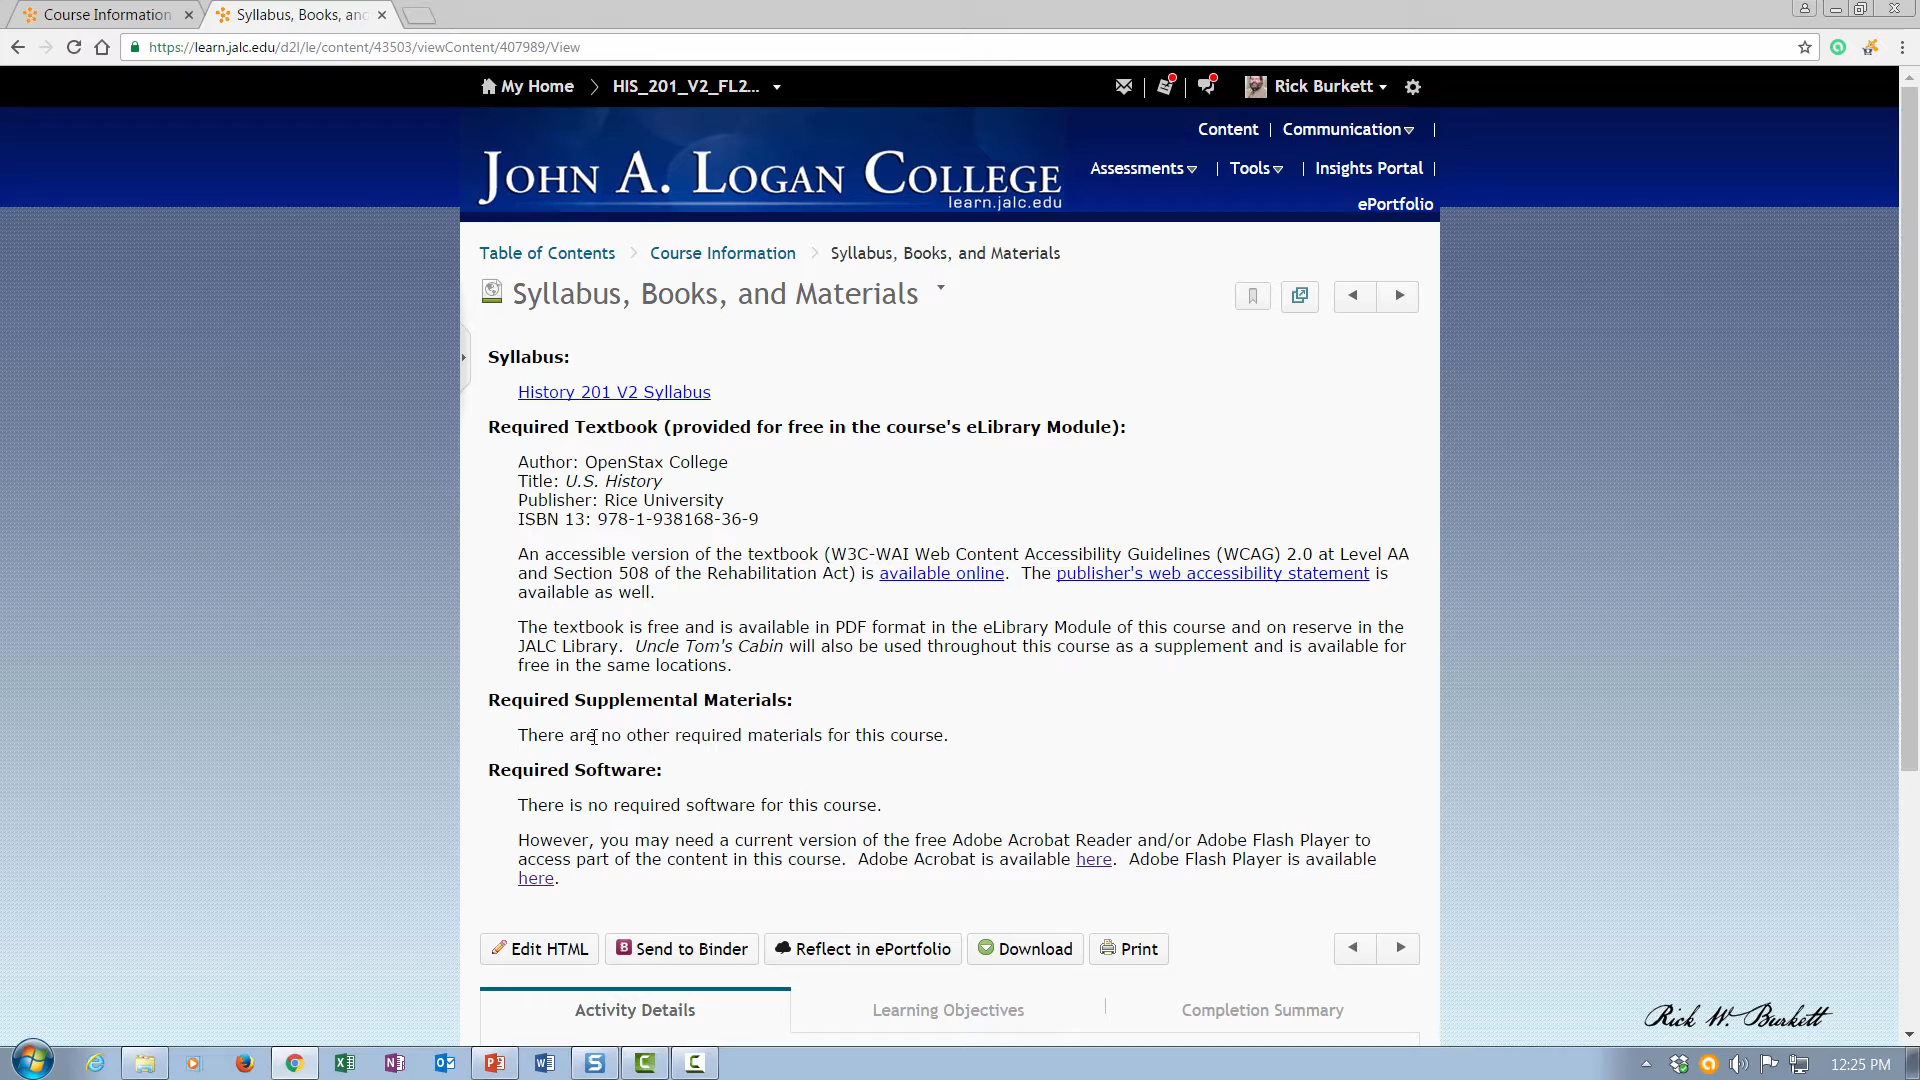 Course Information
Syllabus, Books, an
https://learn.jalc.edu/d2l/le/content/43503/viewContent/407989/View
My Home
HIS_201_V2_FL2...
Rick Burkett
Content
Communication
JOHN A. LOGAN COLLEGE
learn.jalc.edu
Assessments
Tools
Insights Portal
ePortfolio
Table of Contents
Course Information
Syllabus, Books, and Materials
Syllabus, Books, and Materials
Syllabus:
History 201 V2 Syllabus
Required Textbook (provided for free in the course's eLibrary Module):
Author: OpenStax College
Title: U.S. History
Publisher: Rice University
ISBN 13: 978-1-938168-36-9
An accessible version of the textbook (W3C-WAI Web Content Accessibility Guidelines (WCAG) 2.0 at Level AA
and Section 508 of the Rehabilitation Act) is available online. The publisher's web accessibility statement is
available as well.
The textbook is free and is available in PDF format in the eLibrary Module of this course and on reserve in the
JALC Library. Uncle Tom's Cabin will also be used throughout this course as a supplement and is available for
free in the same locations.
Required Supplemental Materials:
There are no other required materials for this course.
Required Software:
There is no required software for this course.
However, you may need a current version of the free Adobe Acrobat Reader and/or Adobe Flash Player to
access part of the content in this course. Adobe Acrobat is available here. Adobe Flash Player is available
here.
Edit HTML
Send to Binder
Reflect in ePortfolio
Download
Print
Activity Details
Learning Objectives
Completion Summary
Rick W. Burkett
12:25 PM